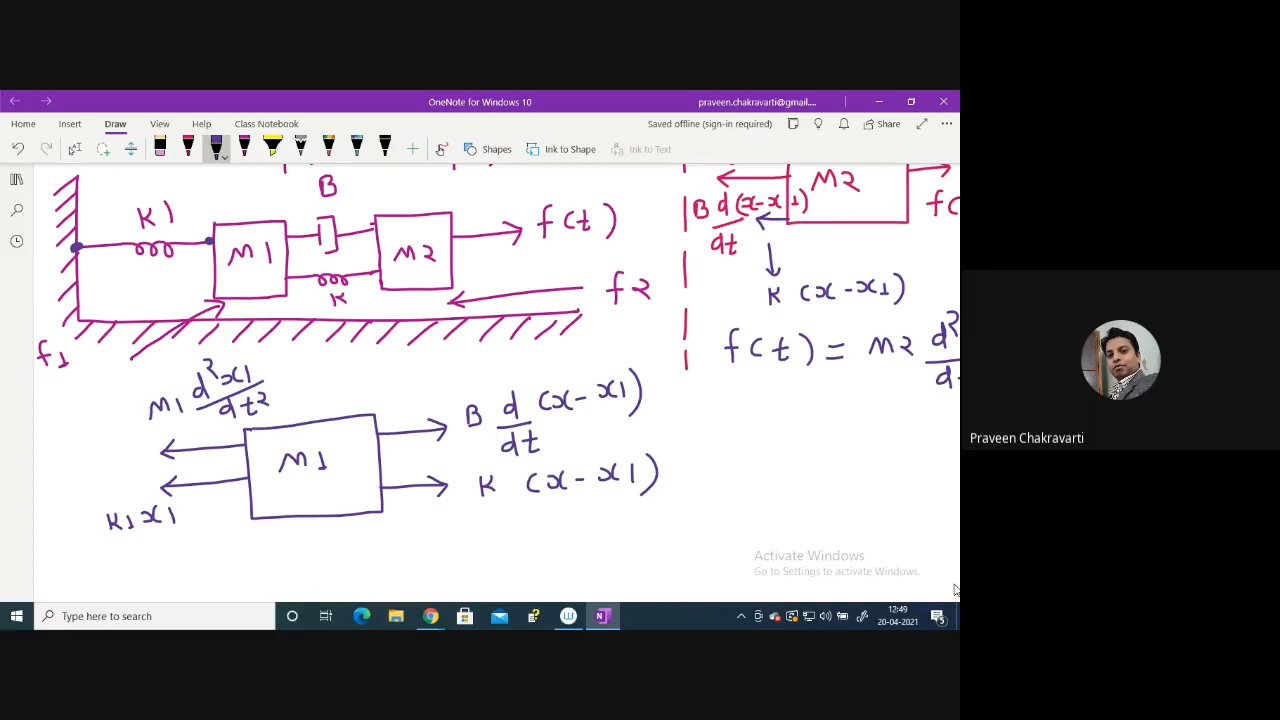 OneNote for Windows 10
praveen.chakravarti@gmail....
Home Insert Draw View Help Class Notebook
Saved offline (sign-in required)
Share
Shapes
Ink to Shape
Ink to Text
K1
B
M1
M2
K
f(t)
f2
f1
M2
B d/dt (x-x1)
K (x-x1)
f(t) = M2 d²
d
M1 d²x1/dt2
K1x1
M1
B d/dt (x-x1)
K (x-x1)
Praveen Chakravarti
Activate Windows
Go to Settings to activate Windows.
Type here to search
12:49
20-04-2021
5